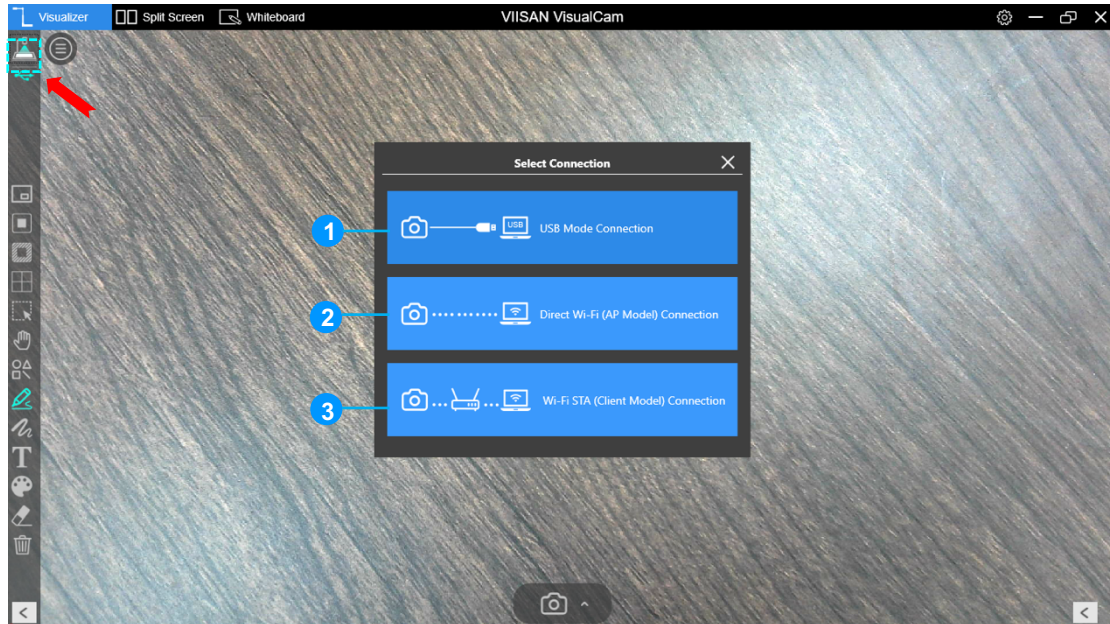 Visualizer Split Screen Whiteboard VIISAN VisualCam
Select Connection
1 USB USB Mode Connection
2 Direct Wi-Fi (AP Model) Connection
3 Wi-Fi STA (Client Model) Connection
T